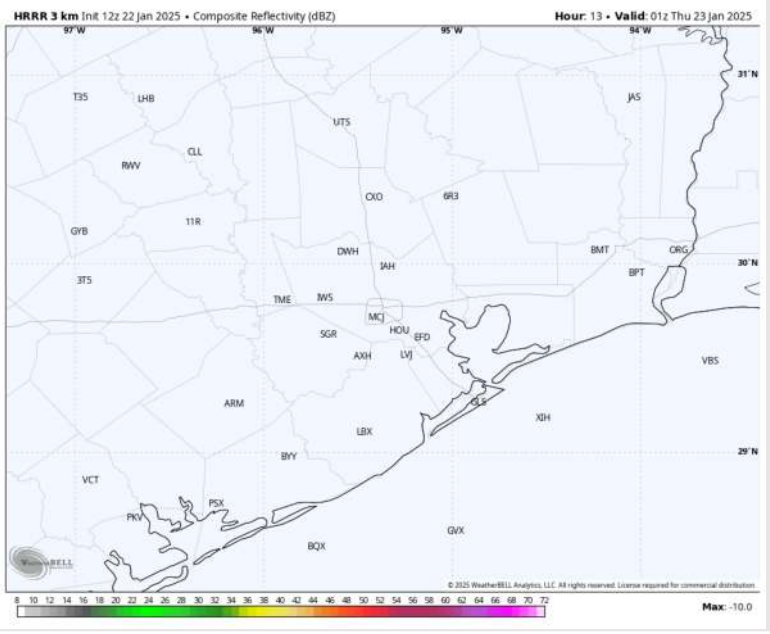 HRRR 3 km Init 12z 22 Jan 2025 • Composite Reflectivity (dBZ) Hour: 13 • Valid: 01z Thu 23 Jan 2025
97°W 96°W 95°W 94°W
31°N
T35 LHB JAS
UTS
CLL
RWV
CXO 6R3
11R
GYB
DWH BMT ORG
IAH 30°N
BPT
3T5
TME IWS
MCJ
SGR HOU EFD
AXH LVJ VBS
ARM GLS
LBX XIH
BYY 29°N
VCT
PSX
PKV
GVX
BQX
WeatherBELL
© 2025 WeatherBELL Analytics, LLC. All rights reserved. License required for commercial distribution.
8 10 12 14 16 18 20 22 24 26 28 30 32 34 36 38 40 42 44 46 48 50 52 54 56 58 60 62 64 66 68 70 72 Max: -10.0